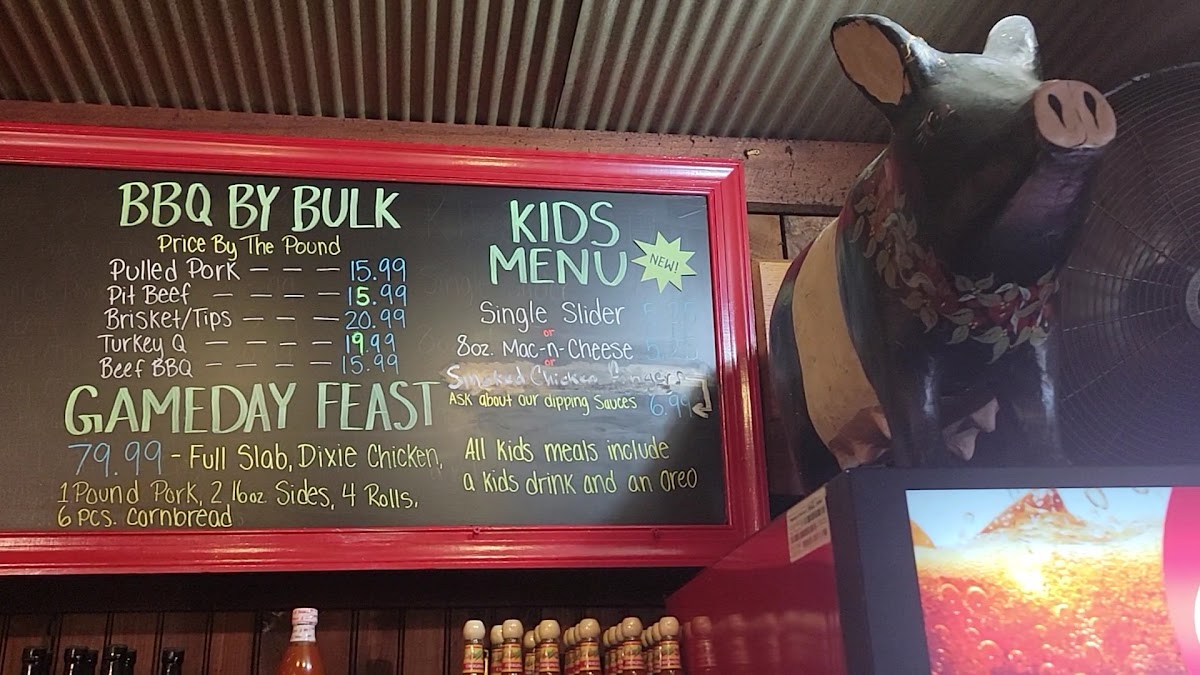 BBQ BY BULK
Price By The Pound
Pulled Pork - - - 15.99
Pit Beef - - - - 15.99
Brisket/Tips - - - 20.99
Turkey Q - - - - 19.99
Beef BBQ - - - - 15.99
GAMEDAY FEAST
79.99 - Full Slab, Dixie Chicken,
1 Pound Pork, 2 16oz. Sides, 4 Rolls,
6 pcs. cornbread
KIDS
MENU
NEW!
Single Slider
or
8oz. Mac-n-Cheese
or
Smoked Chicken
Ask about our dipping Sauces 6.99
All kids meals include
a kids drink and an Oreo